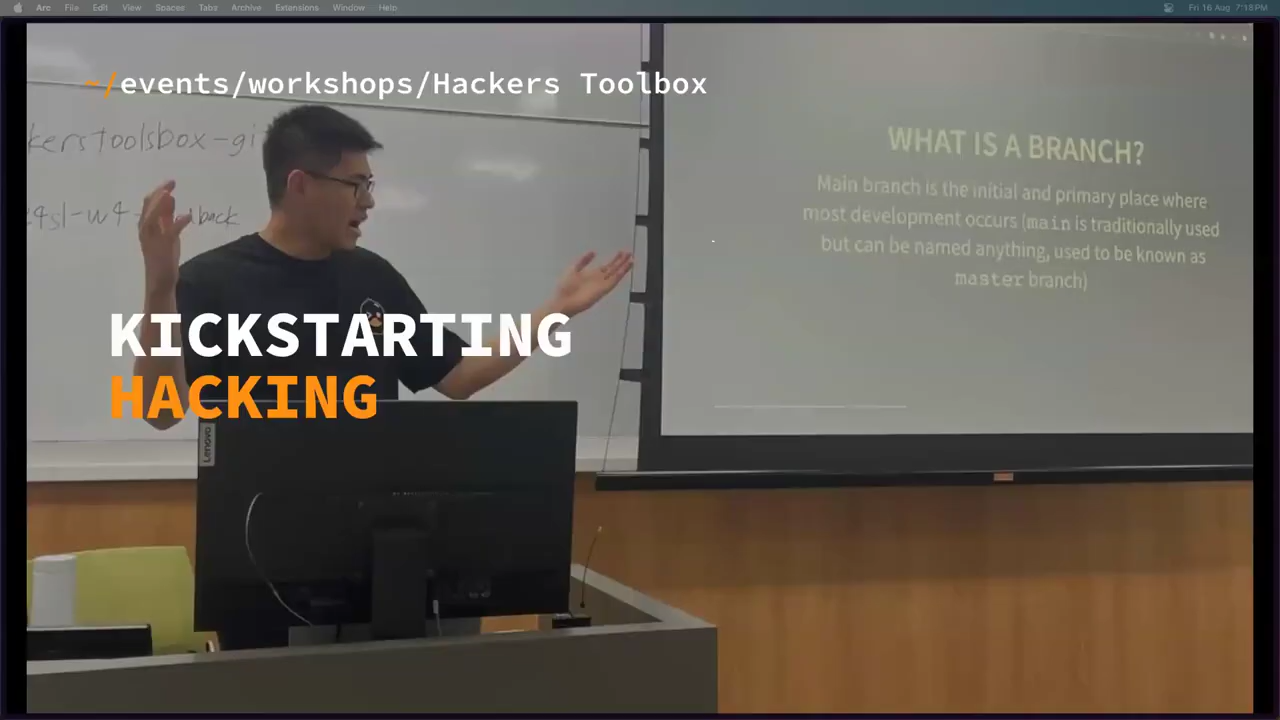 Arc File Edit View Spaces Tabs Archive Extensions Window Help Fri 16 Aug 7:18 PM
~/events/workshops/Hackers Toolbox
kerstoolsbox-gi
WHAT IS A BRANCH?
Main branch is the initial and primary place where
most development occurs (main is traditionally used
but can be named anything, used to be known as
master branch)
KICKSTARTING
HACKING
Lenovo